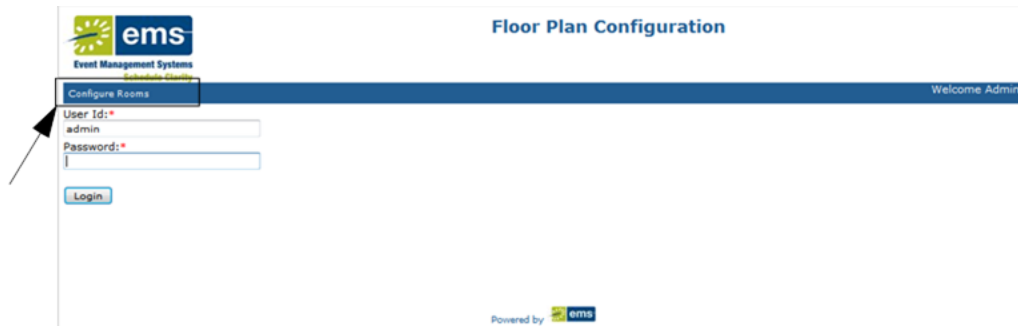 ems
Floor Plan Configuration
Event Management Systems
Schedule Clarity
Configure Rooms
Welcome Admin
User Id:*
admin
Password:*
Login
Powered by ems